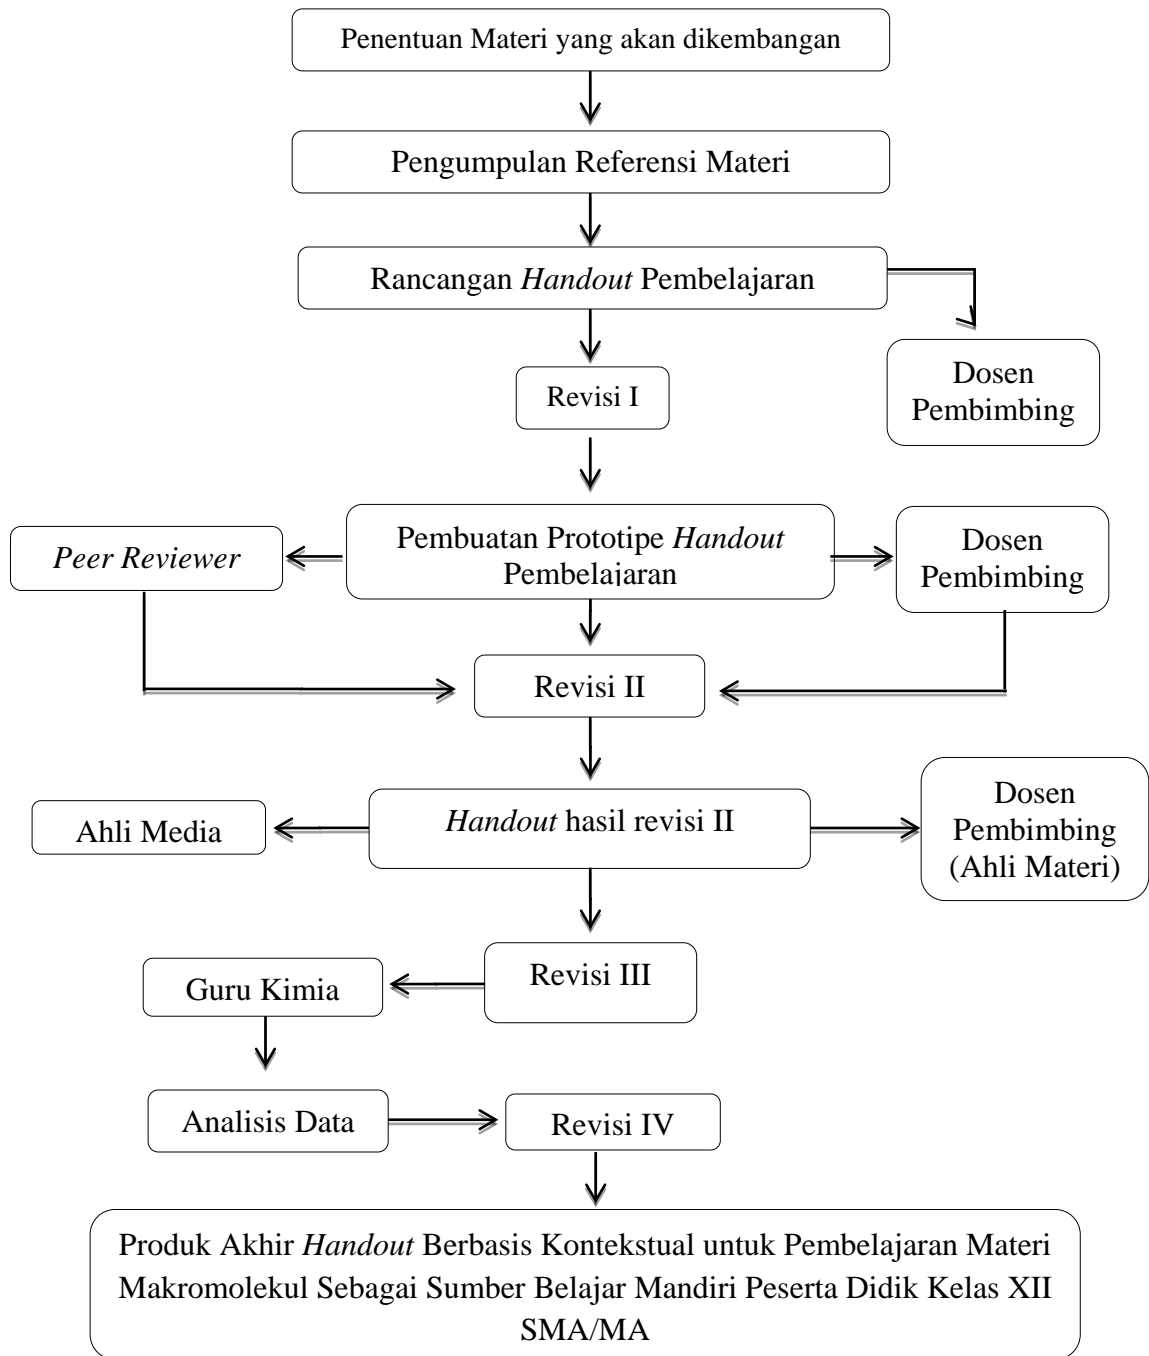 Penentuan Materi yang akan dikembangan
Pengumpulan Referensi Materi
Rancangan Handout Pembelajaran
Dosen
Pembimbing
Revisi I
Pembuatan Prototipe Handout
Pembelajaran
Peer Reviewer
Dosen
Pembimbing
Revisi II
Handout hasil revisi II
Ahli Media
Dosen
Pembimbing
(Ahli Materi)
Revisi III
Guru Kimia
Analisis Data
Revisi IV
Produk Akhir Handout Berbasis Kontekstual untuk Pembelajaran Materi
Makromolekul Sebagai Sumber Belajar Mandiri Peserta Didik Kelas XII
SMA/MA